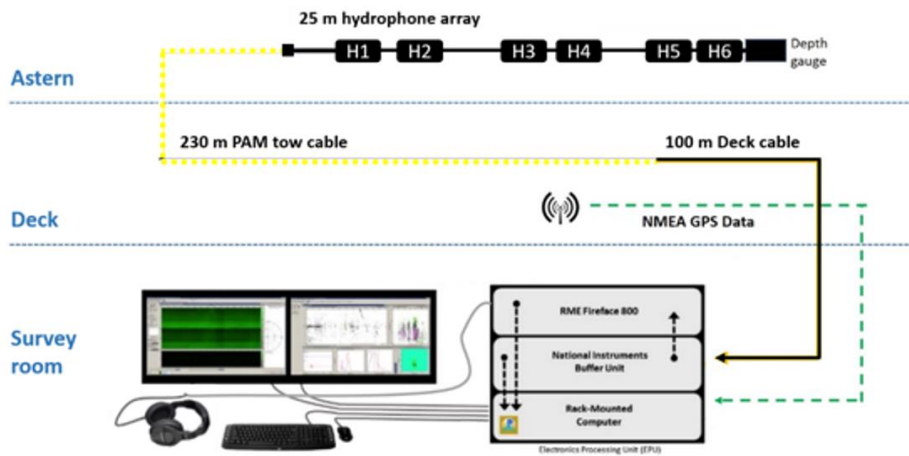 25 m hydrophone array
H1 H2 H3 H4 H5 H6
Depth
gauge
Astern
230 m PAM tow cable
100 m Deck cable
Deck
NMEA GPS Data
Survey
room
RME Fireface 800
National Instruments
Buffer Unit
Rack-Mounted
Computer
Electronics Processing Unit (EPU)